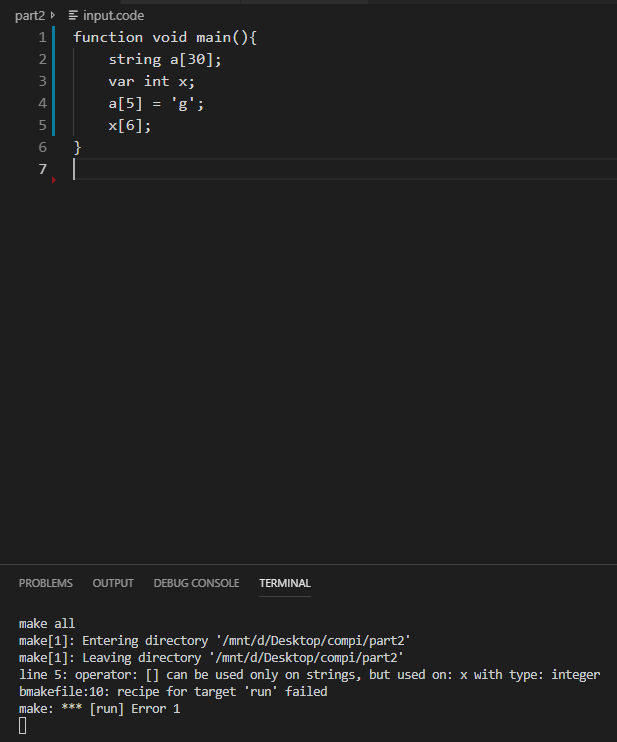 part2 input.code
1 function void main(){
2 string a[30];
3 var int x;
4 a[5] = 'g';
5 x[6];
6 }
7
PROBLEMS OUTPUT DEBUG CONSOLE TERMINAL
make all
make[1]: Entering directory '/mnt/d/Desktop/compi/part2'
make[1]: Leaving directory '/mnt/d/Desktop/compi/part2'
line 5: operator: [] can be used only on strings, but used on: x with type: integer
bmakefile:10: recipe for target 'run' failed
make: *** [run] Error 1